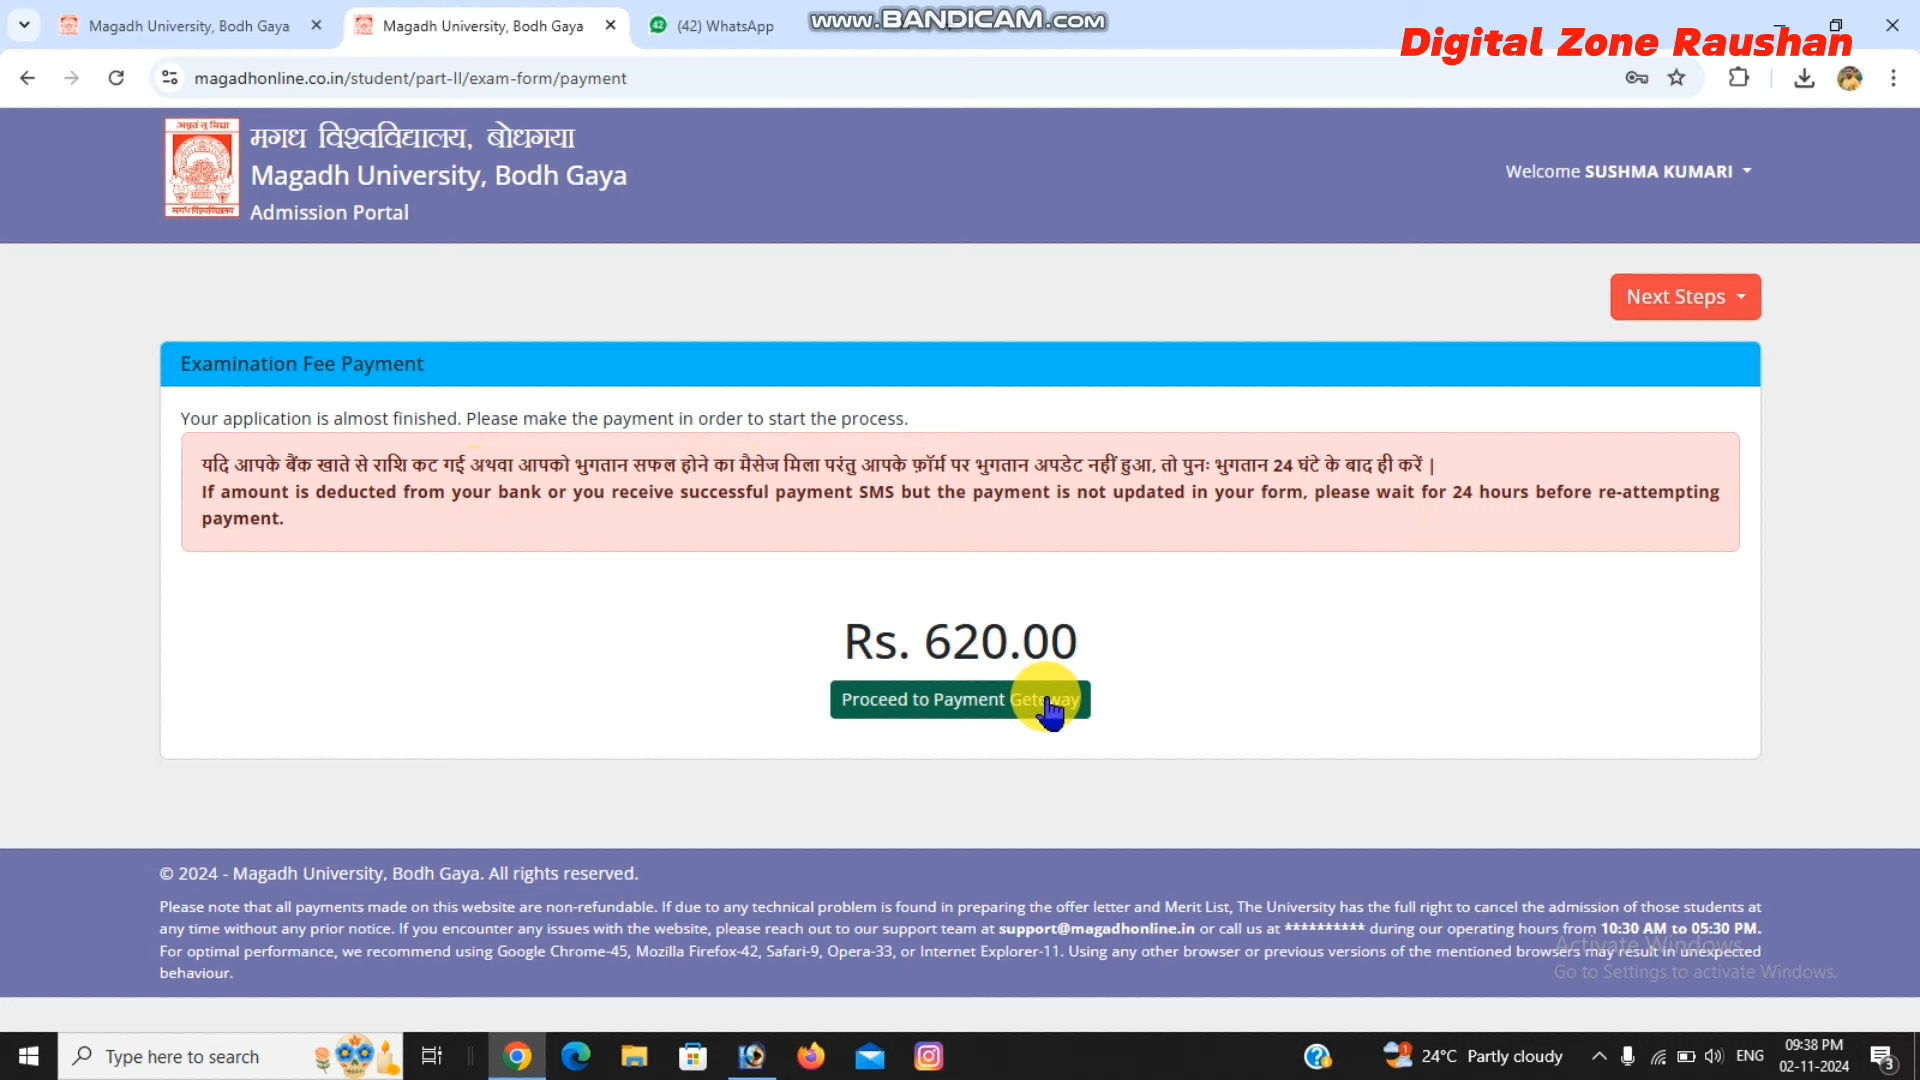 Magadh University, Bodh Gaya
Magadh University, Bodh Gaya
(42) WhatsApp
www.BANDICAM.com
Digital Zone Raushan
magadhonline.co.in/student/part-II/exam-form/payment
मगध विश्वविद्यालय, बोधगया
Magadh University, Bodh Gaya
Admission Portal
Welcome SUSHMA KUMARI
Next Steps
Examination Fee Payment
Your application is almost finished. Please make the payment in order to start the process.
यदि आपके बैंक खाते से राशि कट गई अथवा आपको भुगतान सफल होने का मैसेज मिला परंतु आपके फ़ॉर्म पर भुगतान अपडेट नहीं हुआ, तो पुनः भुगतान 24 घंटे के बाद ही करें |
If amount is deducted from your bank or you receive successful payment SMS but the payment is not updated in your form, please wait for 24 hours before re-attempting
payment.
Rs. 620.00
Proceed to Payment Geteway
© 2024 - Magadh University, Bodh Gaya. All rights reserved.
Please note that all payments made on this website are non-refundable. If due to any technical problem is found in preparing the offer letter and Merit List, The University has the full right to cancel the admission of those students at
any time without any prior notice. If you encounter any issues with the website, please reach out to our support team at support@magadhonline.in or call us at ********** during our operating hours from 10:30 AM to 05:30 PM.
For optimal performance, we recommend using Google Chrome-45, Mozilla Firefox-42, Safari-9, Opera-33, or Internet Explorer-11. Using any other browser or previous versions of the mentioned browsers may result in unexpected
behaviour.
Activate Windows
Go to Settings to activate Windows.
Type here to search
24°C Partly cloudy
ENG
09:38 PM
02-11-2024
3